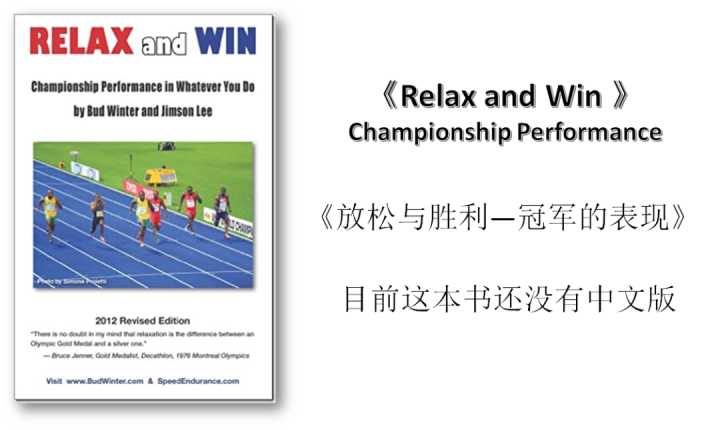 RELAX and WIN
Championship Performance in Whatever You Do
by Bud Winter and Jimson Lee
Photo by Simone Proietti
2012 Revised Edition
"There is no doubt in my mind that relaxation is the difference between an
Olympic Gold Medal and a silver one."
— Bruce Jenner, Gold Medalist, Decathlon, 1976 Montreal Olympics
Visit www.BudWinter.com & SpeedEndurance.com
《Relax and Win 》
Championship Performance
《放松与胜利—冠军的表现》
目前这本书还没有中文版